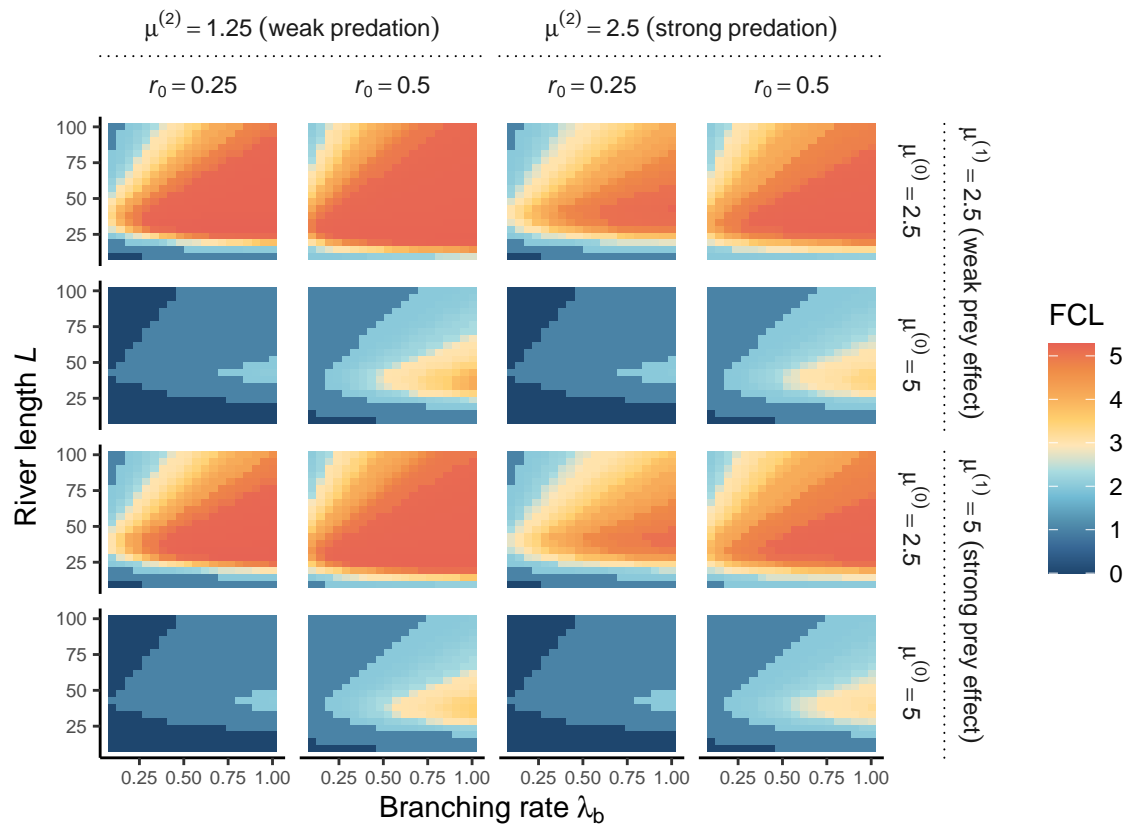 μ(2) = 1.25 (weak predation)
μ(2) = 2.5 (strong predation)
r0 = 0.25
r0 = 0.5
r0 = 0.25
r0 = 0.5
100
75
50
25
100
75
50
25
100
75
50
25
100
75
50
25
River length L
μ(0) = 2.5
μ(0) = 5
μ(0) = 2.5
μ(0) = 5
μ(1) = 2.5 (weak prey effect)
μ(1) = 5 (strong prey effect)
FCL
5
4
3
2
1
0
0.25 0.50 0.75 1.00
0.25 0.50 0.75 1.00
0.25 0.50 0.75 1.00
0.25 0.50 0.75 1.00
Branching rate λb